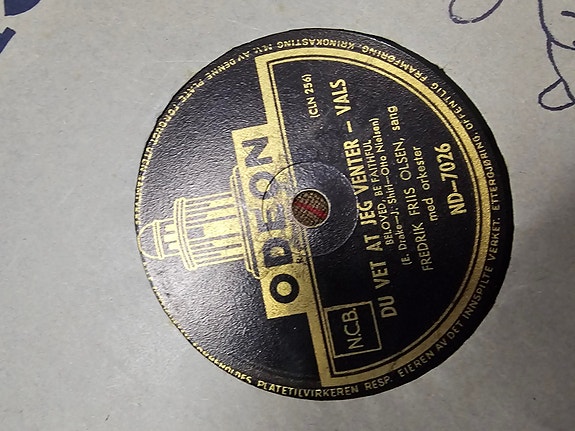 ODEON
(CLN 256)
N.C.B.
DU VET AT JEG VENTER – VALS
BELOVED, BE FAITHFUL
(E. Drake–J. Shirl–Otto Nielsen)
FREDRIK FRIIS OLSEN, sang
med orkester
ND–7026
PLATETILVIRKEREN RESP. EIEREN AV DET INNSPILTE VERKET. ETTERGJØRING, OFFENTLIG FRAMFØRING, KRINGKASTING M.V. AV DENNE PLATE